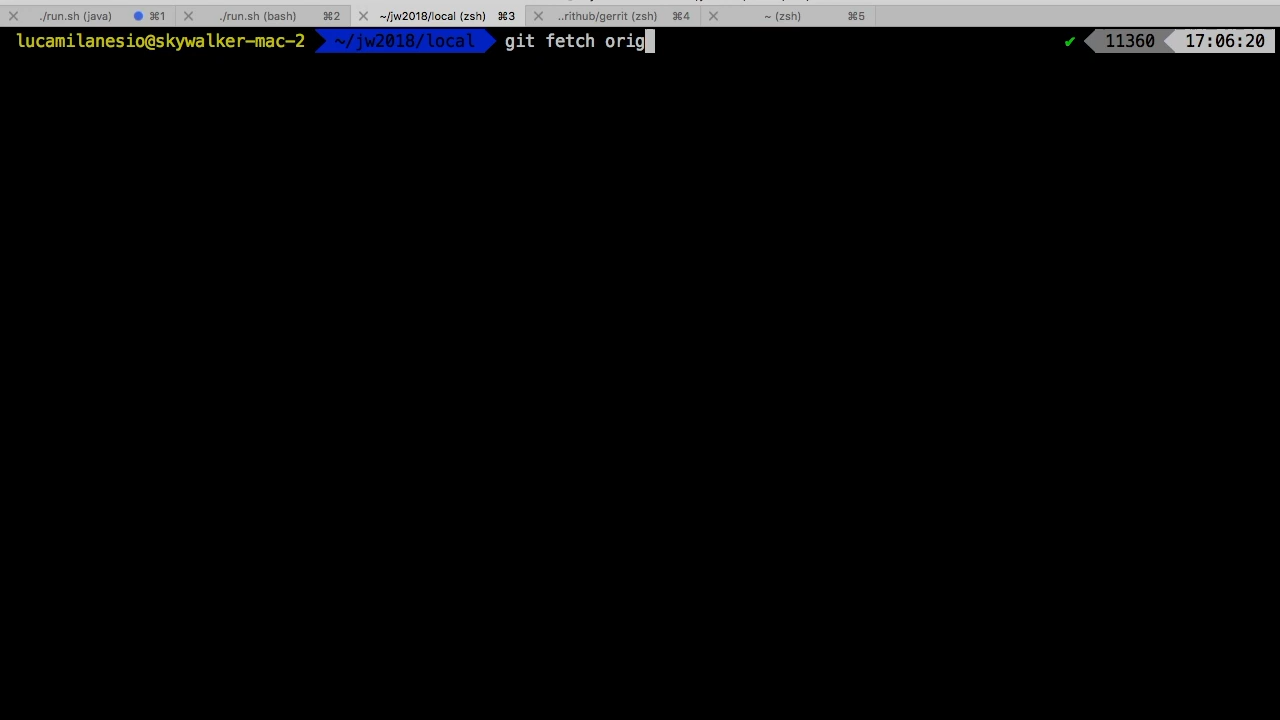 ./run.sh (java) ⌘1 ./run.sh (bash) ⌘2 ~/jw2018/local (zsh) ⌘3 ..rithub/gerrit (zsh) ⌘4 ~ (zsh) ⌘5
lucamilanesio@skywalker-mac-2 ~/jw2018/local git fetch orig ✔ 11360 17:06:20